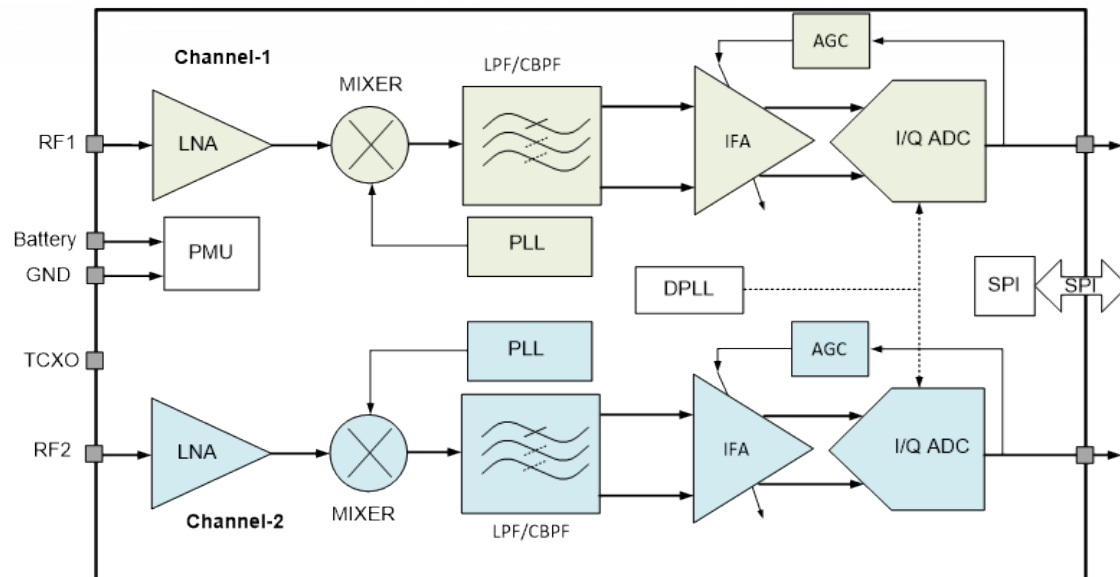 Channel-1
AGC
LPF/CBPF
MIXER
RF1
LNA
IFA
I/Q ADC
Battery
PMU
PLL
GND
DPLL
SPI
SPI
TCXO
PLL
AGC
RF2
LNA
IFA
I/Q ADC
Channel-2
MIXER
LPF/CBPF